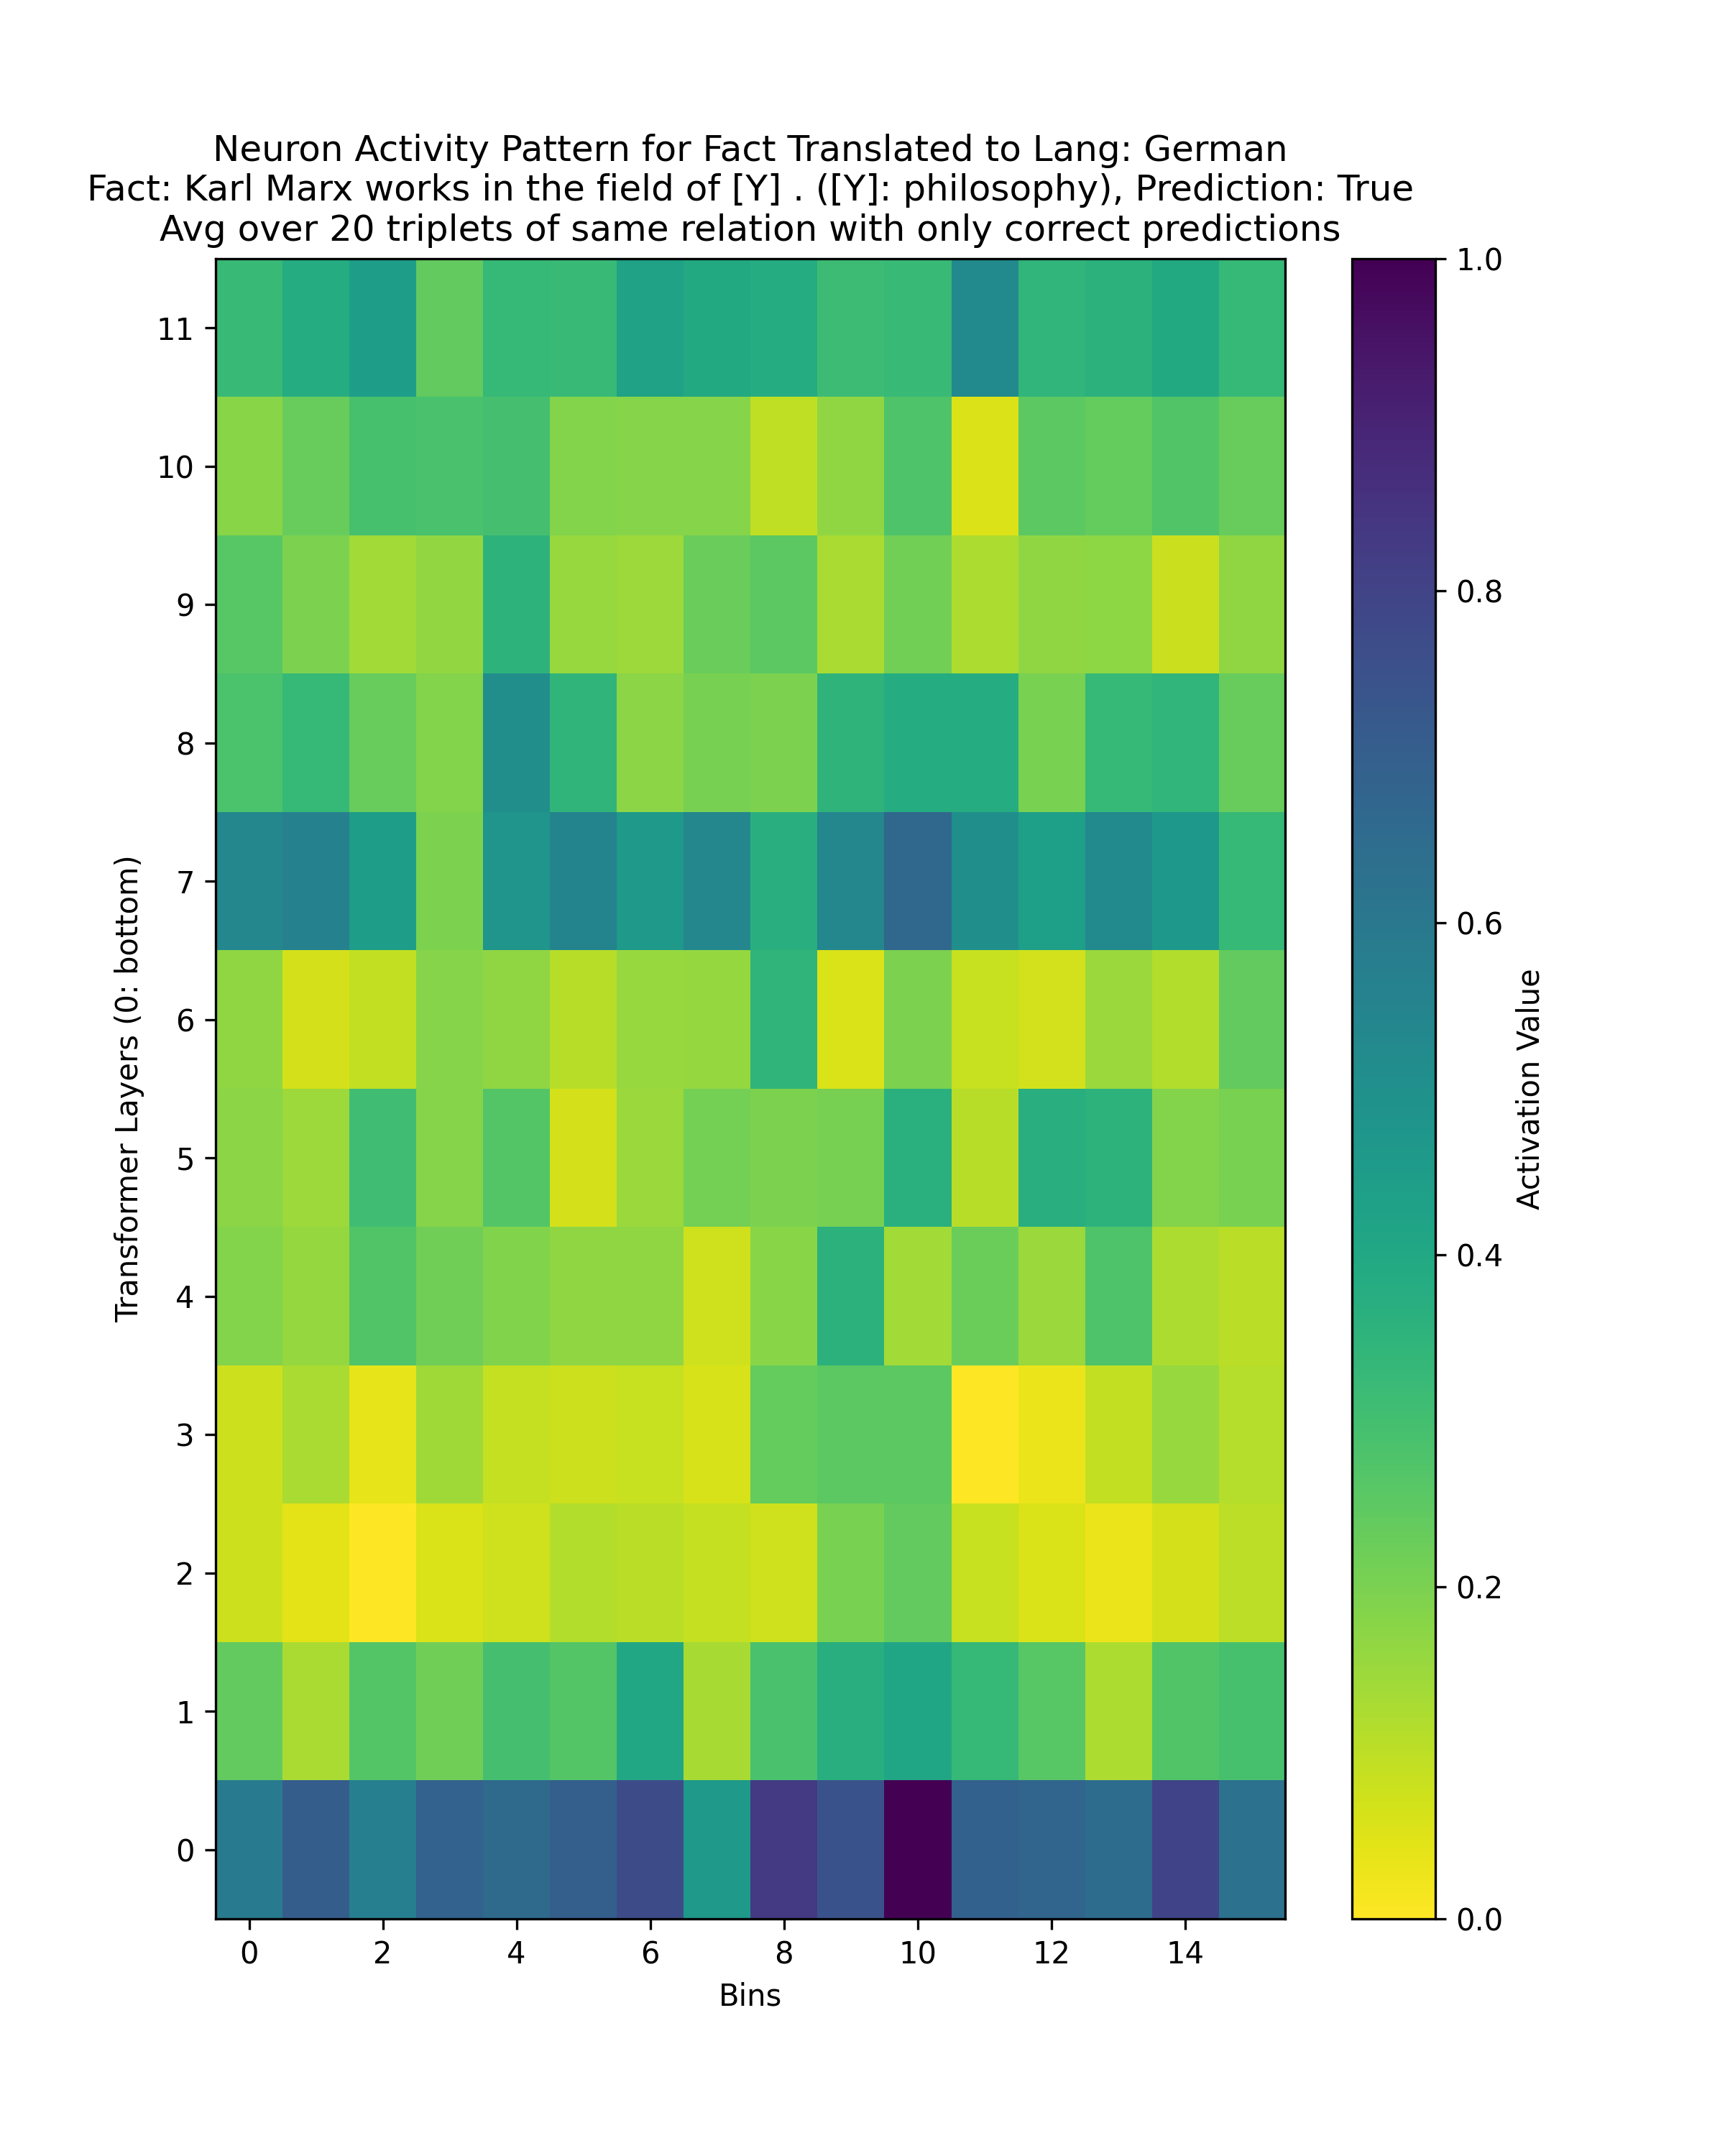 Neuron Activity Pattern for Fact Translated to Lang: German
Fact: Karl Marx works in the field of [Y] . ([Y]: philosophy), Prediction: True
Avg over 20 triplets of same relation with only correct predictions
Transformer Layers (0: bottom)
11
10
9
8
7
6
5
4
3
2
1
0
0 2 4 6 8 10 12 14
Bins
1.0
0.8
0.6
0.4
0.2
0.0
Activation Value